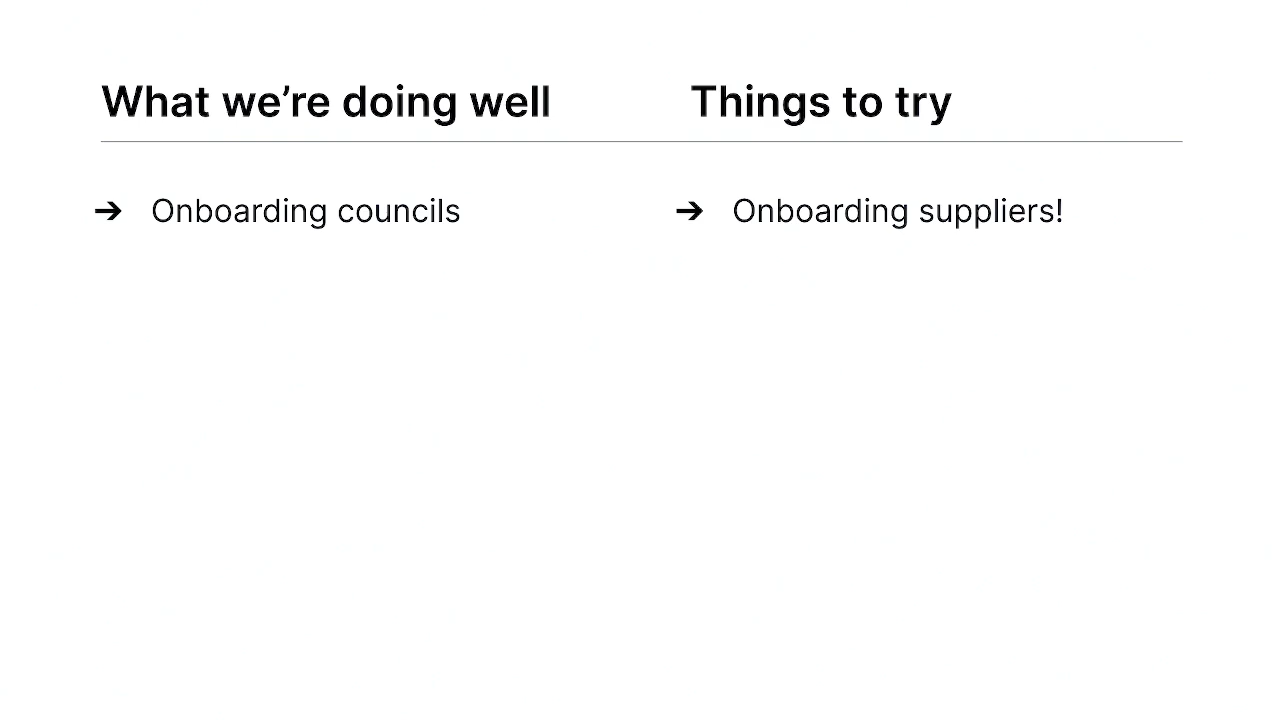 What we’re doing well
Things to try
➔ Onboarding councils
➔ Onboarding suppliers!